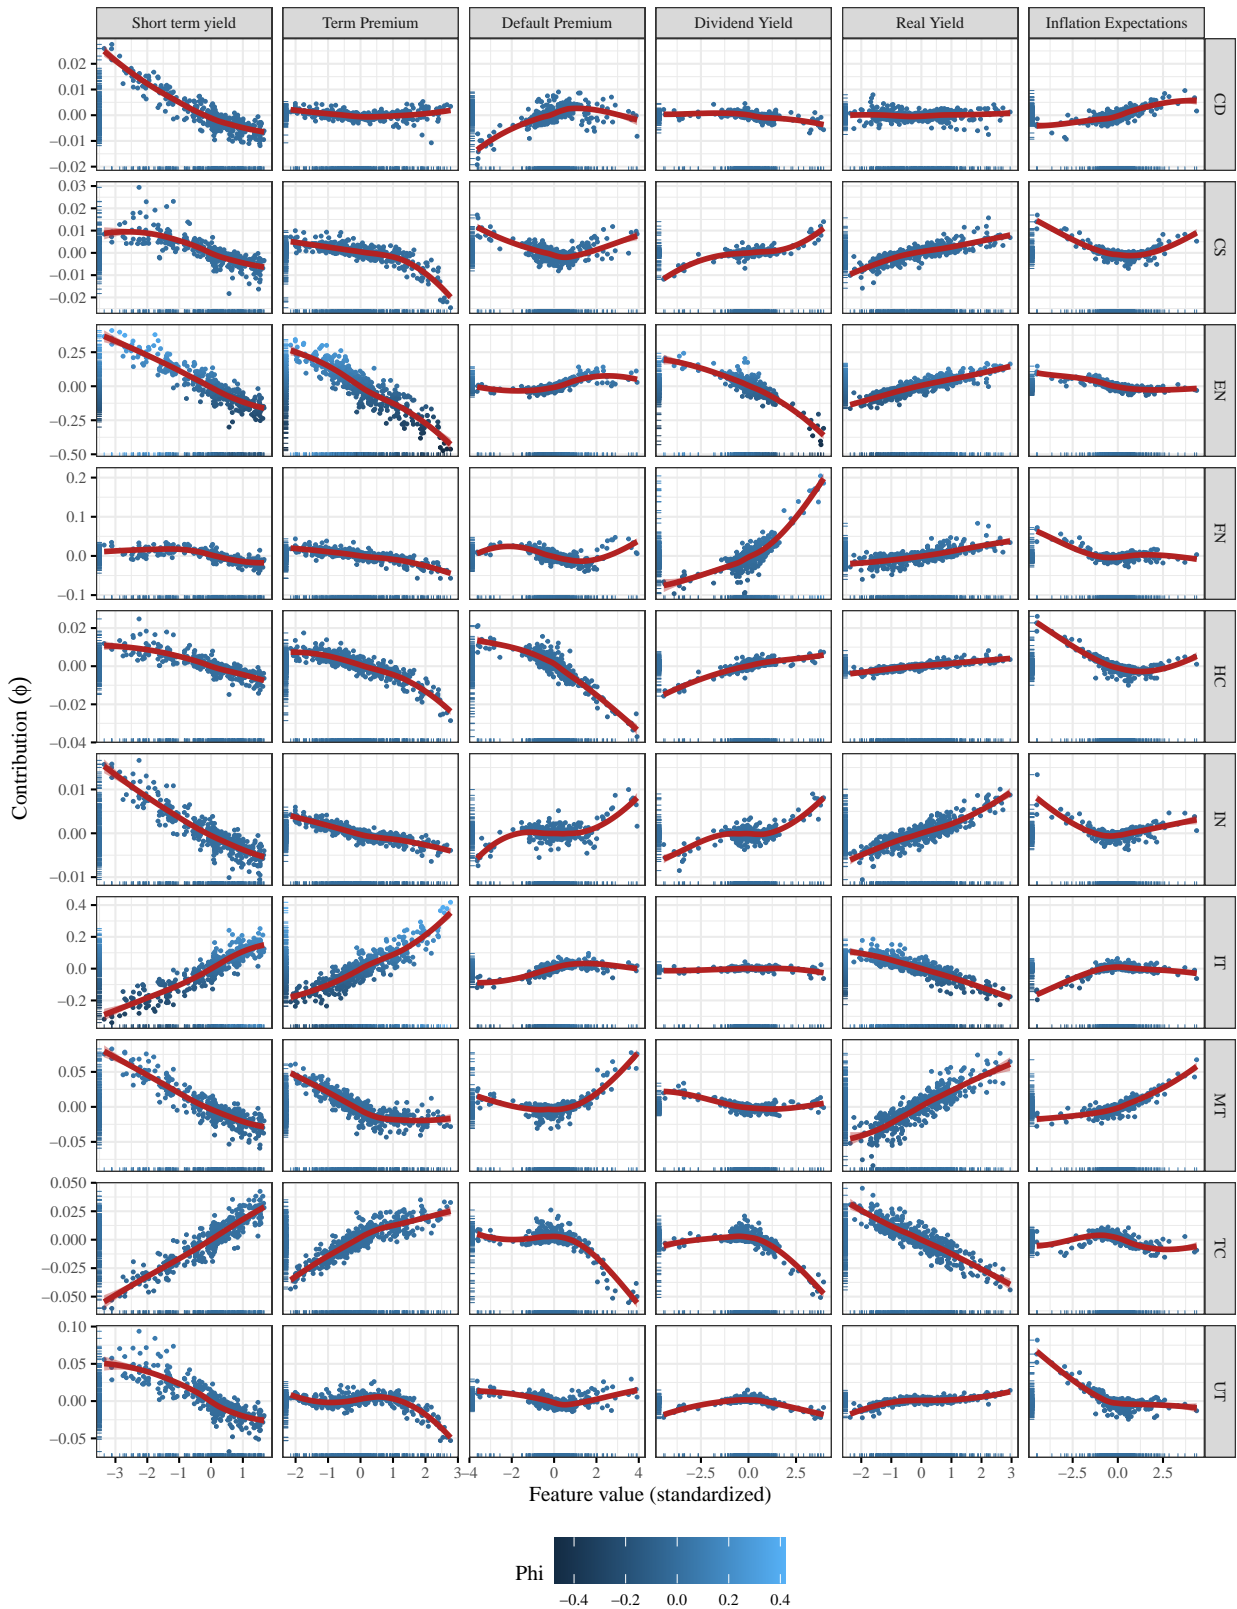 Short term yield Term Premium Default Premium Dividend Yield Real Yield Inflation Expectations
0.02
0.01
0.00
−0.01
−0.02
CD
0.03
0.02
0.01
0.00
−0.01
−0.02
CS
0.25
0.00
−0.25
−0.50
EN
0.2
0.1
0.0
−0.1
FN
0.02
0.00
−0.02
−0.04
HC
0.01
0.00
−0.01
IN
0.4
0.2
0.0
−0.2
IT
0.05
0.00
−0.05
MT
0.050
0.025
0.000
−0.025
−0.050
TC
0.10
0.05
0.00
−0.05
UT
Contribution (ϕ)
−3 −2 −1 0 1 −2 −1 0 1 2 3 −4 −2 0 2 4 −2.5 0.0 2.5 −2 −1 0 1 2 3 −2.5 0.0 2.5
Feature value (standardized)
Phi
−0.4 −0.2 0.0 0.2 0.4